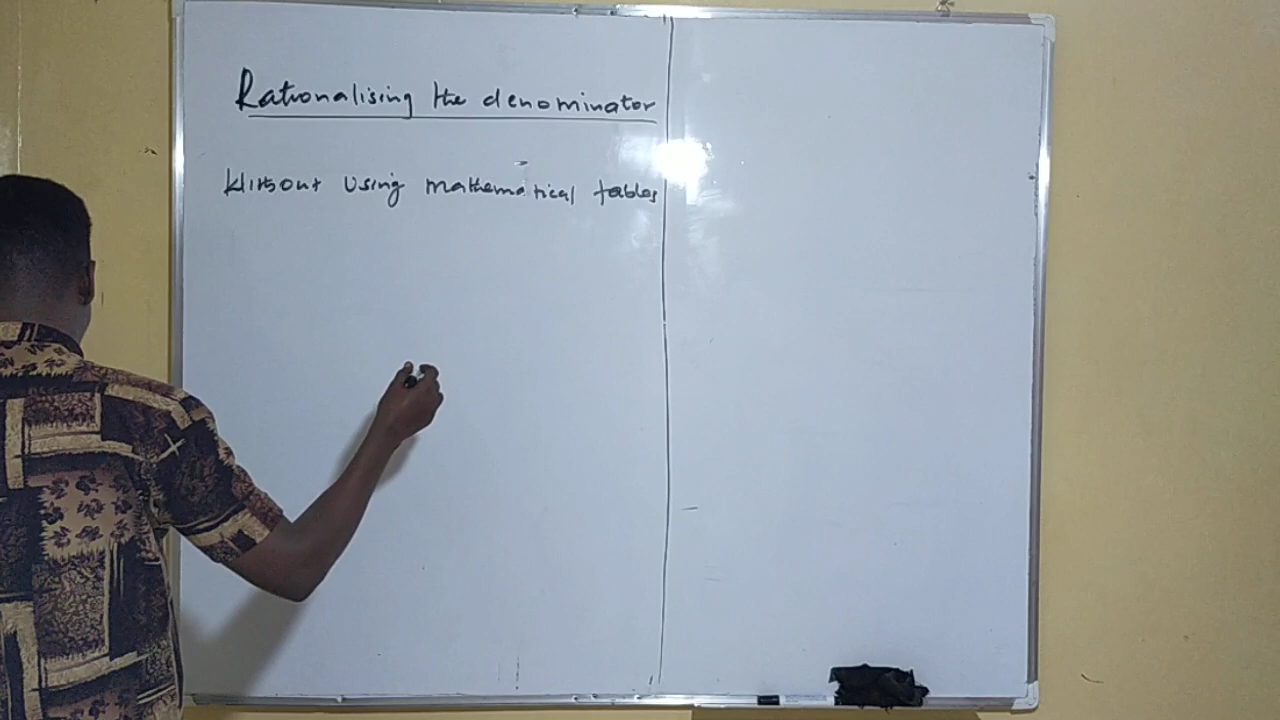 Rationalising the denominator
Without using mathematical tables